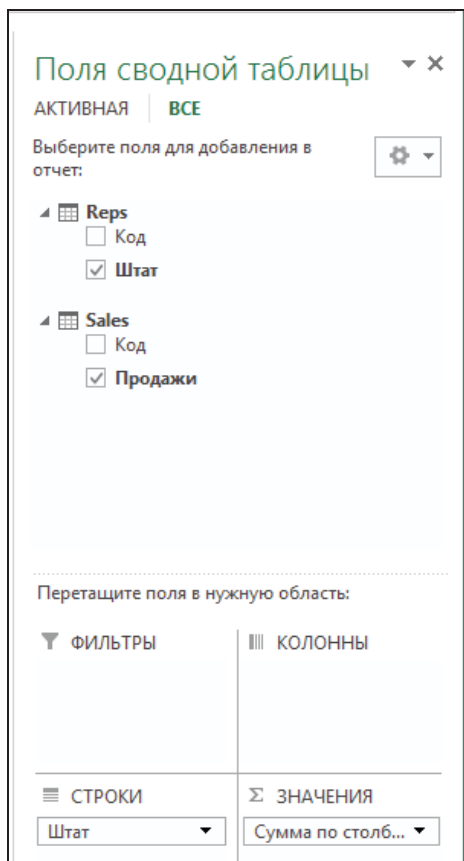 Поля сводной таблицы
АКТИВНАЯ ВСЕ
Выберите поля для добавления в
отчет:
Reps
Код
Штат
Sales
Код
Продажи
Перетащите поля в нужную область:
ФИЛЬТРЫ
КОЛОННЫ
СТРОКИ
ЗНАЧЕНИЯ
Штат
Сумма по столб...